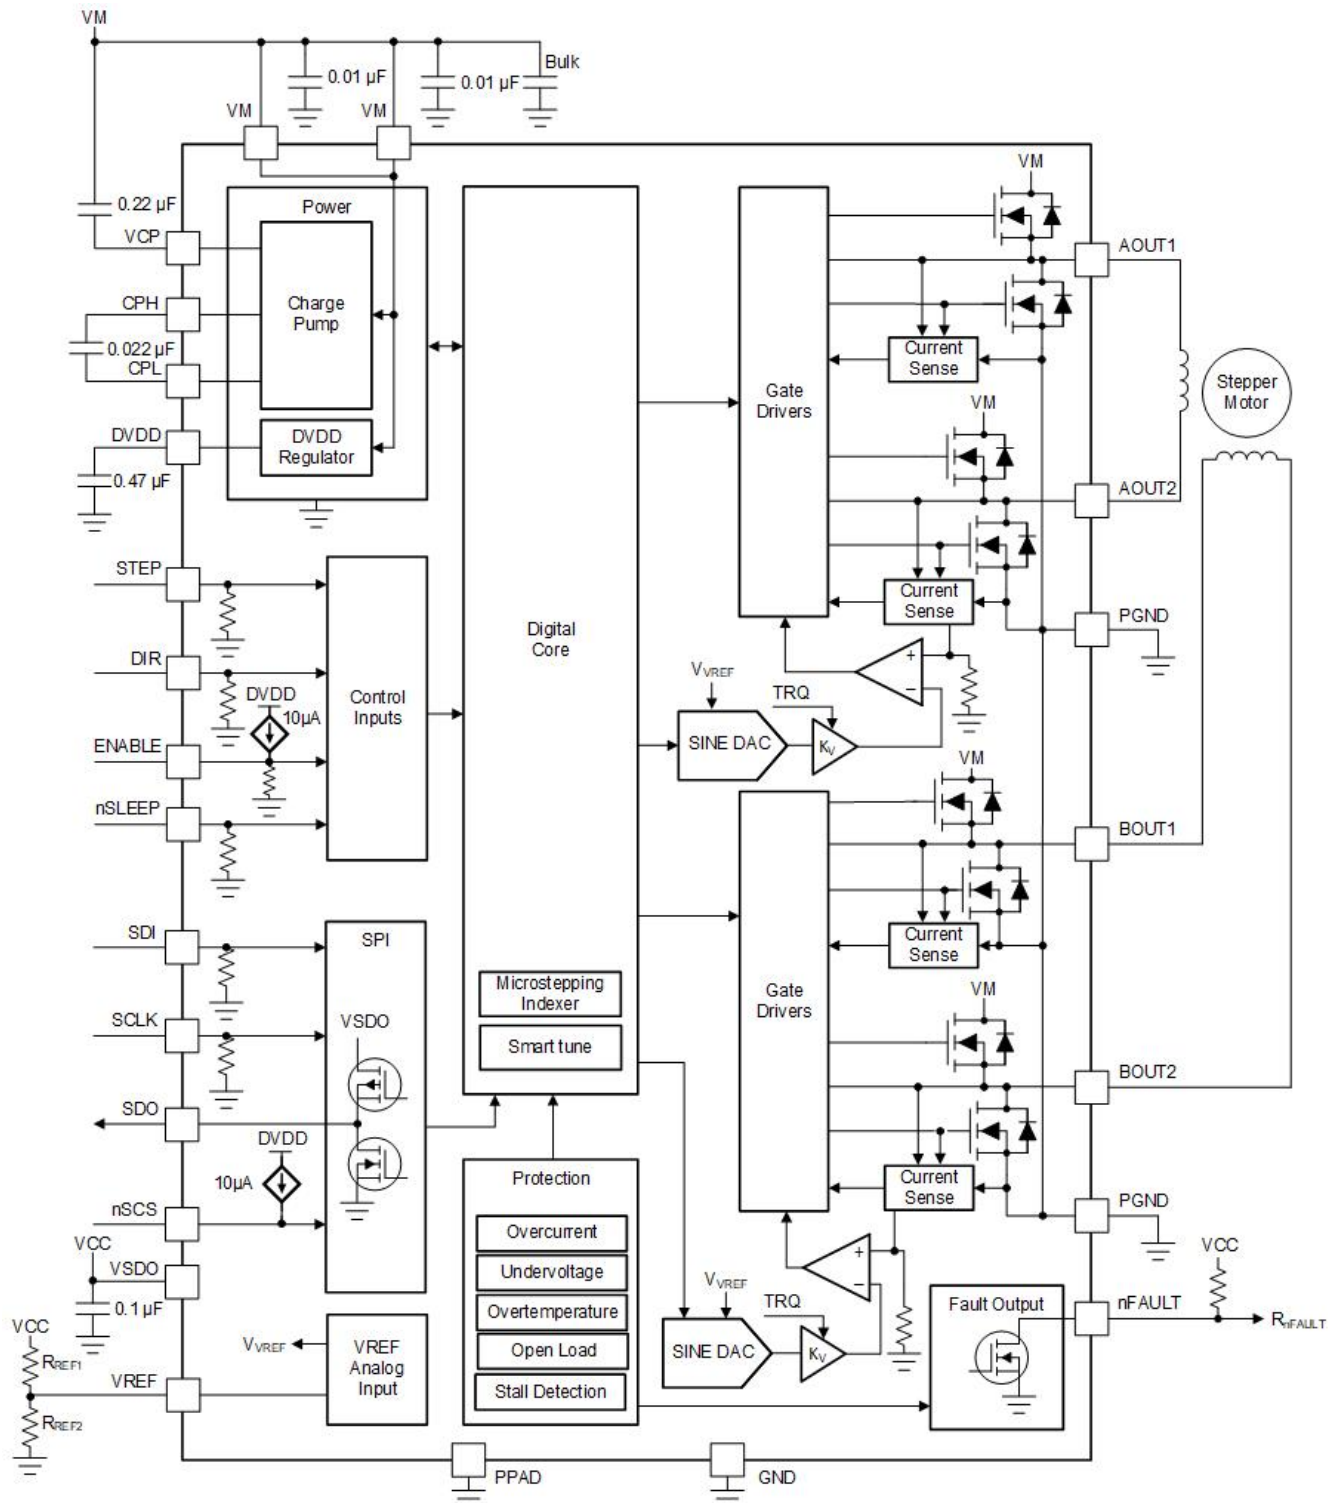 VM
Bulk
0.01 µF
0.01 µF
VM
VM
VM
0.22 µF
Power
VCP
AOUT1
CPH
Charge
Pump
0.022 µF
CPL
Current
Sense
Stepper
Motor
Gate
Drivers
VM
DVDD
DVDD
Regulator
0.47 µF
AOUT2
STEP
Current
Sense
PGND
Digital
Core
DIR
VVREF
TRQ
+
−
DVDD
10µA
Control
Inputs
ENABLE
SINE DAC
KV
VM
nSLEEP
BOUT1
SDI
SPI
Current
Sense
Microstepping
Indexer
Gate
Drivers
VM
SCLK
VSDO
Smart tune
BOUT2
SDO
DVDD
10µA
Protection
Current
Sense
nSCS
PGND
Overcurrent
VCC
VCC
VSDO
Undervoltage
+
−
0.1 µF
Overtemperature
VVREF
TRQ
Fault Output
nFAULT
RnFAULT
VCC
VVREF
VREF
Analog
Input
Open Load
SINE DAC
KV
RREF1
VREF
Stall Detection
RREF2
PPAD
GND